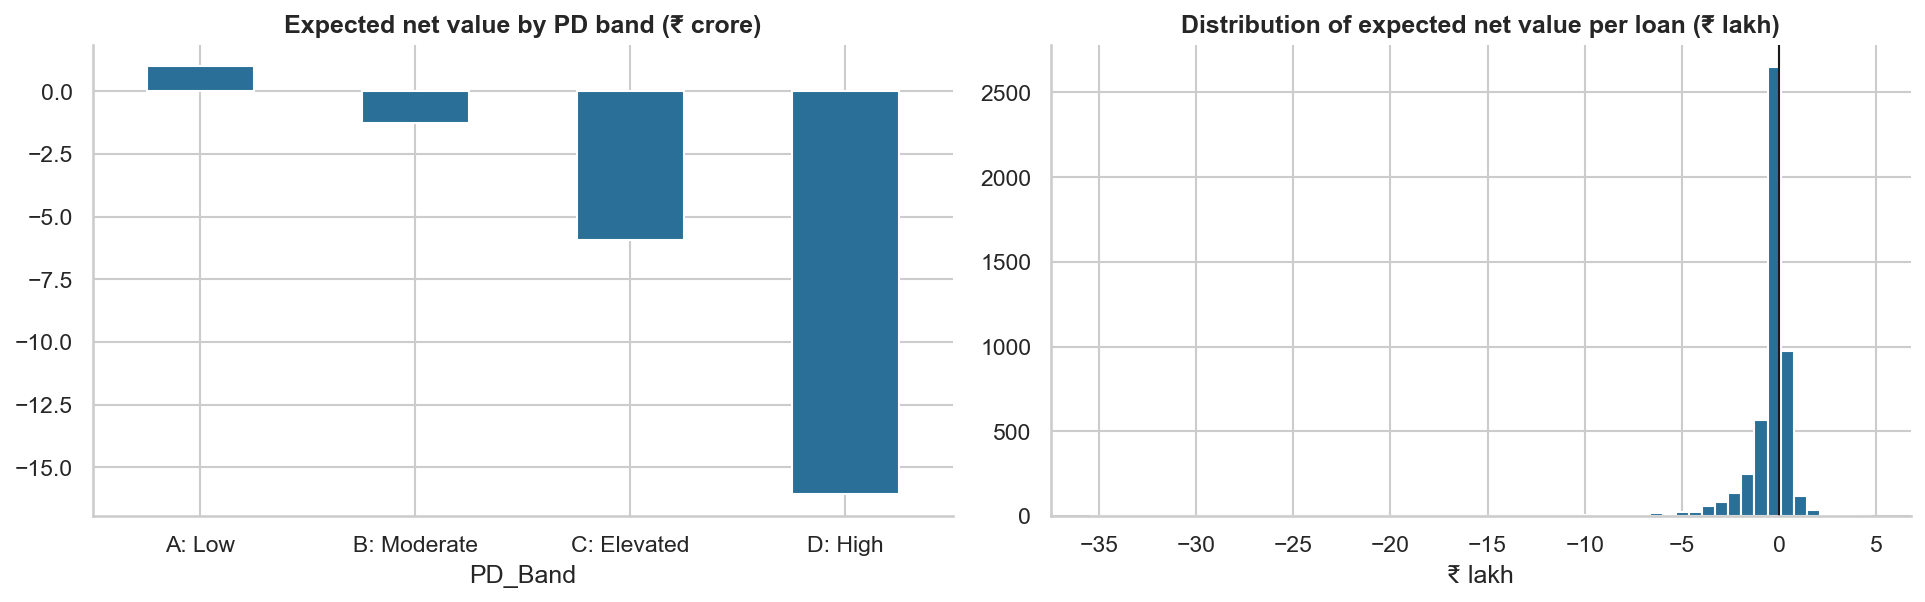 Expected net value by PD band (₹ crore)
0.0
−2.5
−5.0
−7.5
−10.0
−12.5
−15.0
A: Low
B: Moderate
C: Elevated
D: High
PD_Band
Distribution of expected net value per loan (₹ lakh)
2500
2000
1500
1000
500
0
−35
−30
−25
−20
−15
−10
−5
0
5
₹ lakh